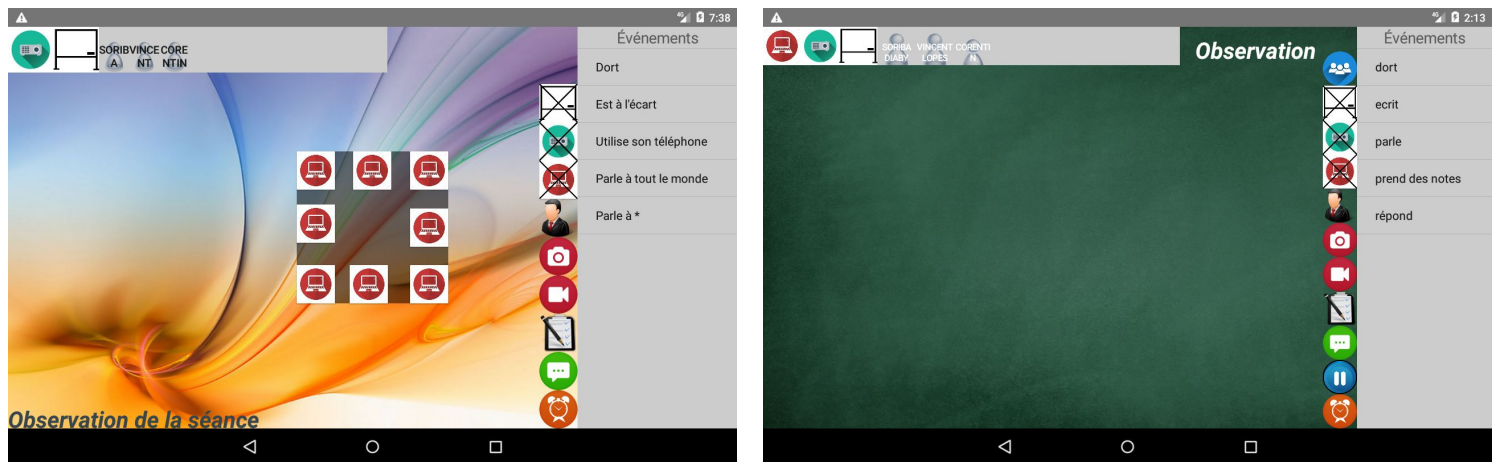 4G 7:38
Événements
SORIB VINCE CORE
A NT NTIN
Dort
Est à l'écart
Utilise son téléphone
Parle à tout le monde
Parle à *
Observation de la séance
4G 2:13
Événements
SORIBA VINCENT CORENTI
DIABY LOPES N
Observation
dort
ecrit
parle
prend des notes
répond